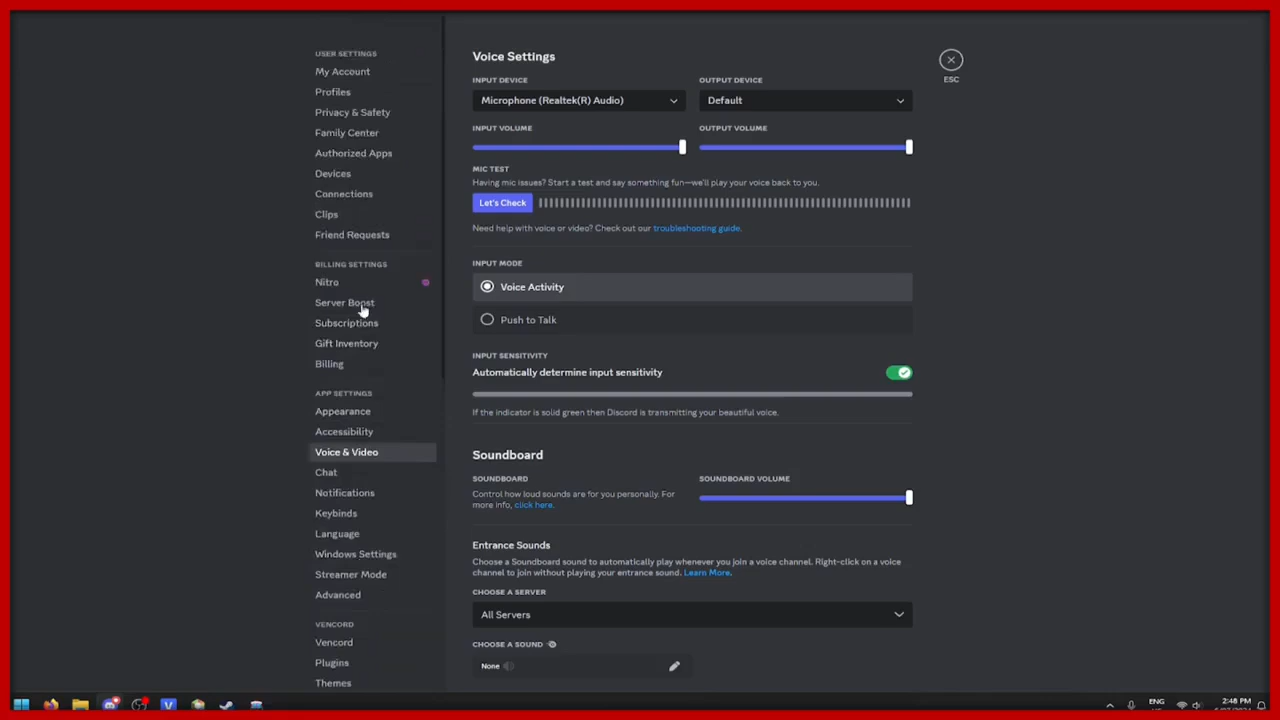 USER SETTINGS
My Account
Profiles
Privacy & Safety
Family Center
Authorized Apps
Devices
Connections
Clips
Friend Requests
BILLING SETTINGS
Nitro
Server Boost
Subscriptions
Gift Inventory
Billing
APP SETTINGS
Appearance
Accessibility
Voice & Video
Chat
Notifications
Keybinds
Language
Windows Settings
Streamer Mode
Advanced
VENCORD
Vencord
Plugins
Themes
Voice Settings
ESC
INPUT DEVICE
Microphone (Realtek(R) Audio)
OUTPUT DEVICE
Default
INPUT VOLUME
OUTPUT VOLUME
MIC TEST
Having mic issues? Start a test and say something fun—we'll play your voice back to you.
Let's Check
Need help with voice or video? Check out our troubleshooting guide.
INPUT MODE
Voice Activity
Push to Talk
INPUT SENSITIVITY
Automatically determine input sensitivity
If the indicator is solid green then Discord is transmitting your beautiful voice.
Soundboard
SOUNDBOARD
Control how loud sounds are for you personally. For
more info, click here.
SOUNDBOARD VOLUME
Entrance Sounds
Choose a Soundboard sound to automatically play whenever you join a voice channel. Right-click on a voice
channel to join without playing your entrance sound. Learn More.
CHOOSE A SERVER
All Servers
CHOOSE A SOUND
None
ENG
2:48 PM